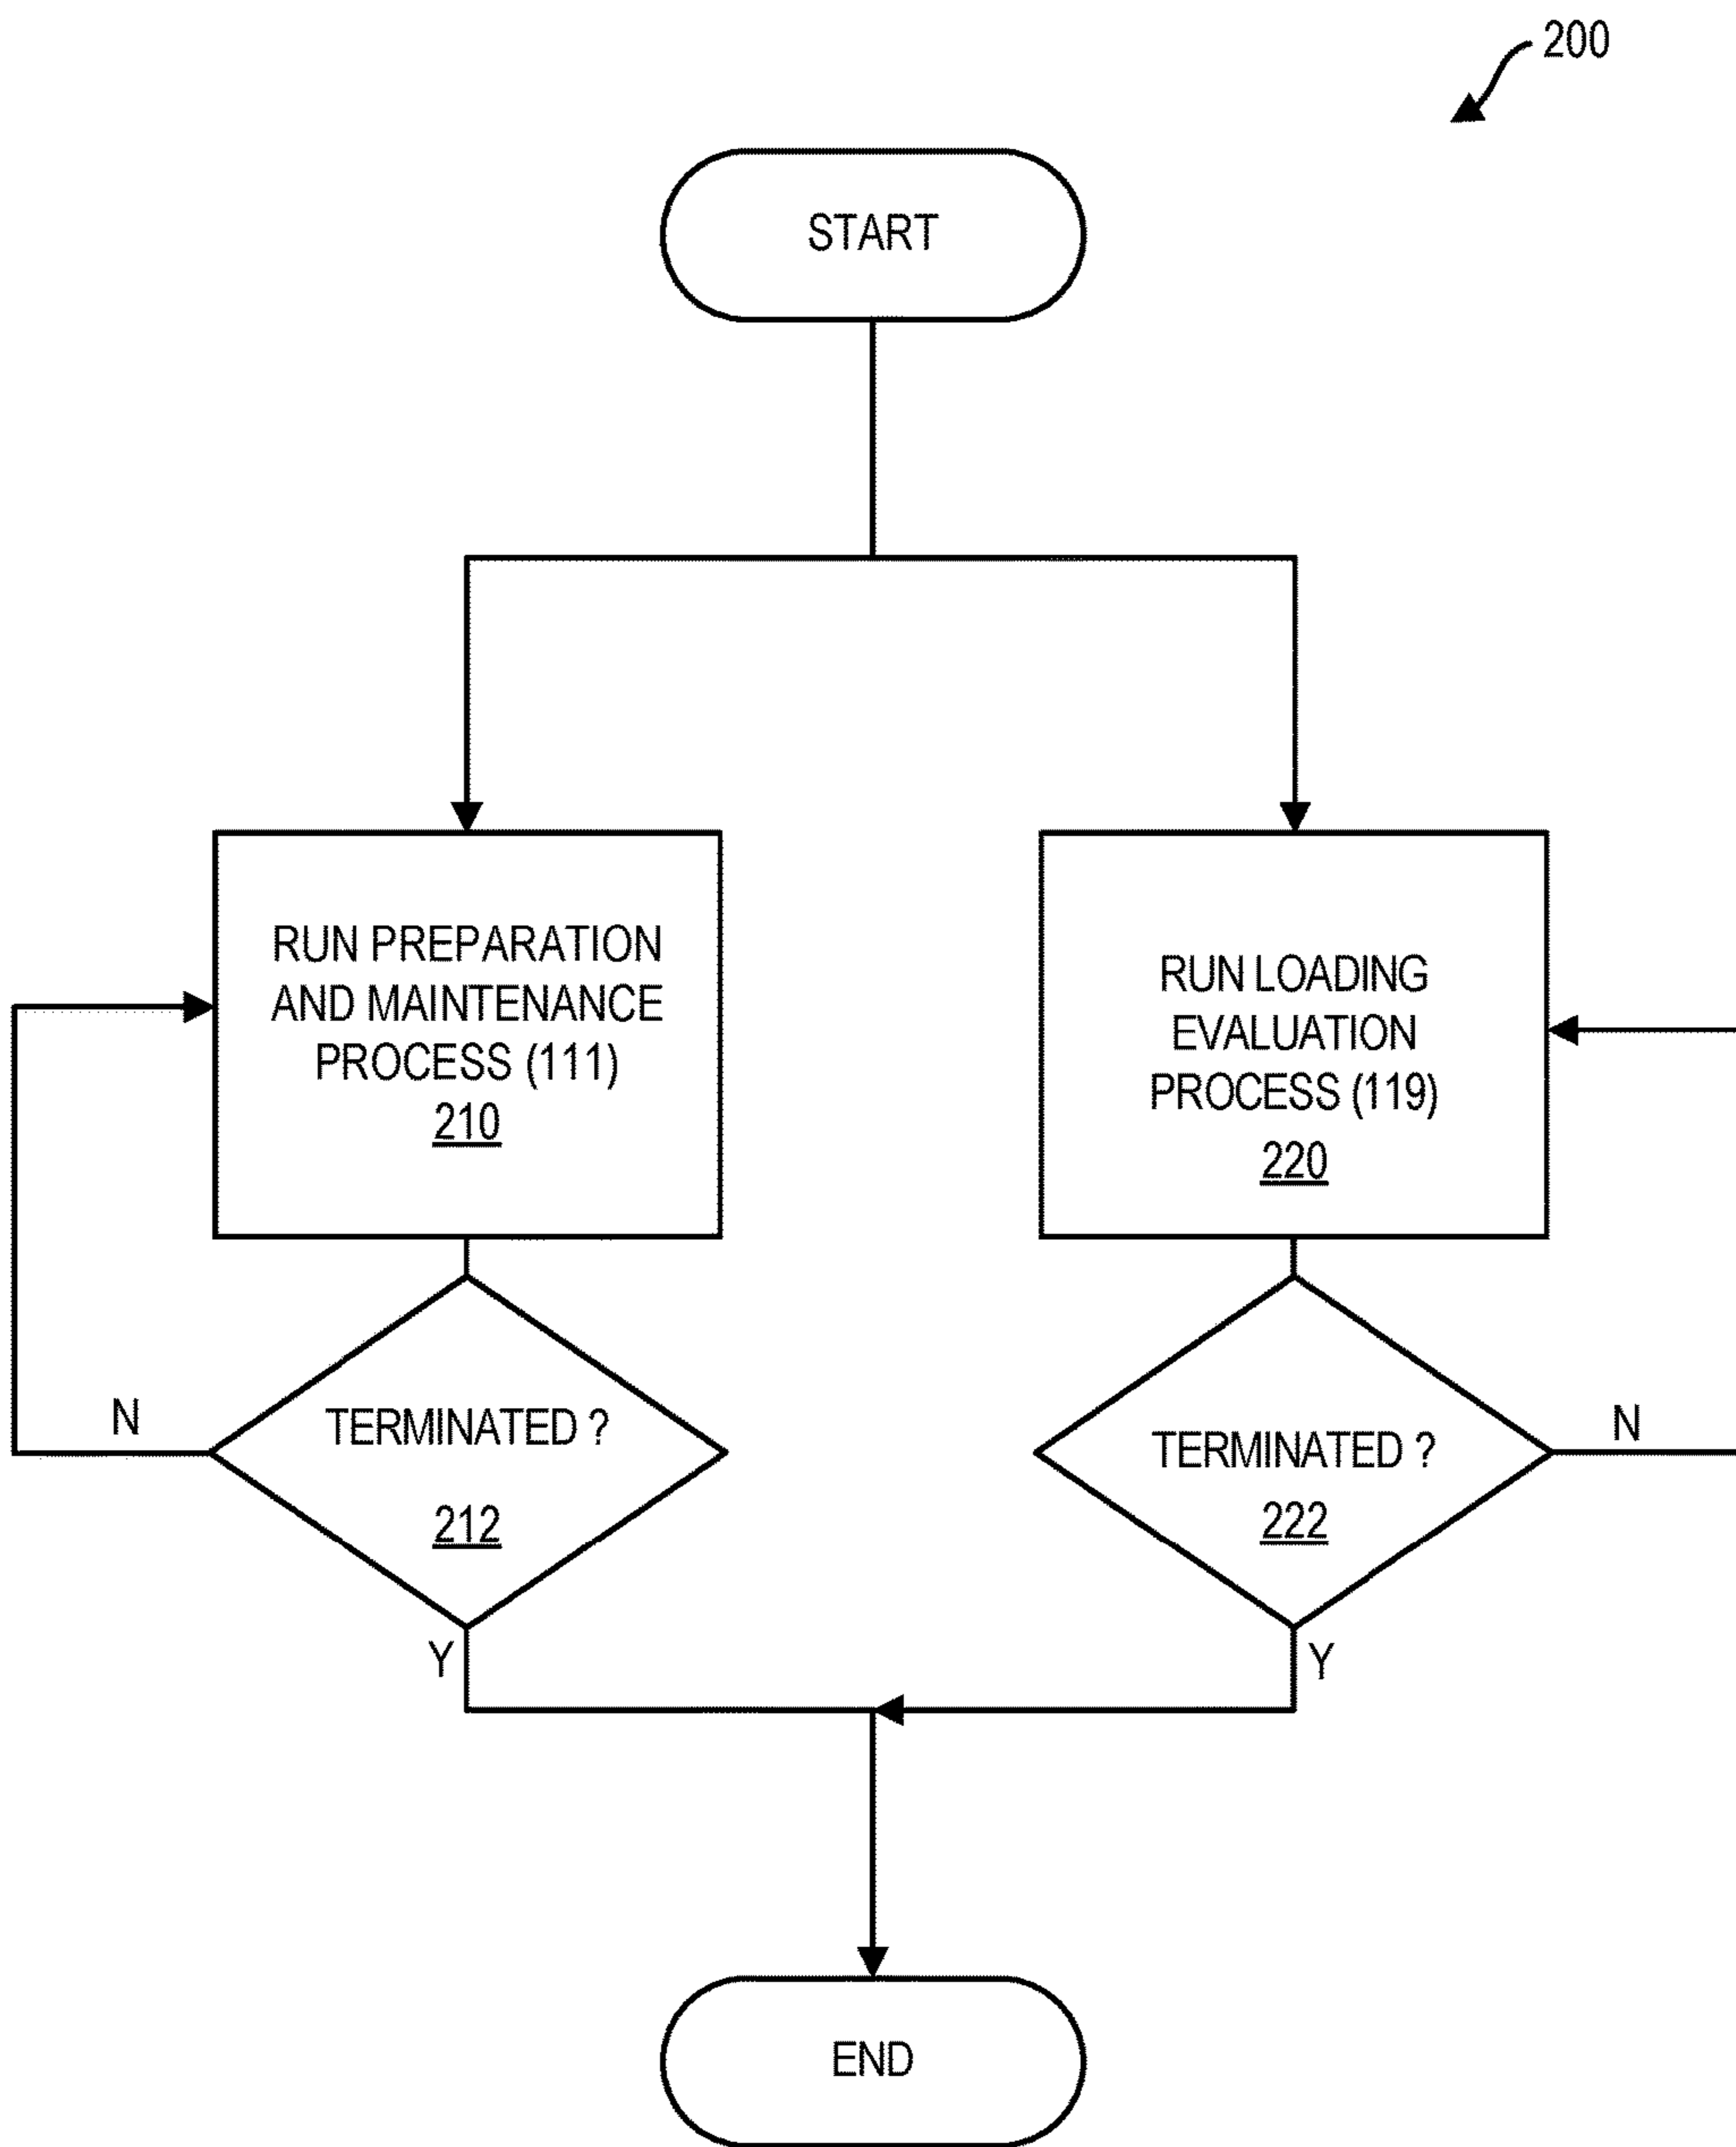 200
START
RUN PREPARATION
AND MAINTENANCE
PROCESS (111)
210
RUN LOADING
EVALUATION
PROCESS (119)
220
N
TERMINATED ?
212
Y
TERMINATED ?
222
N
Y
END